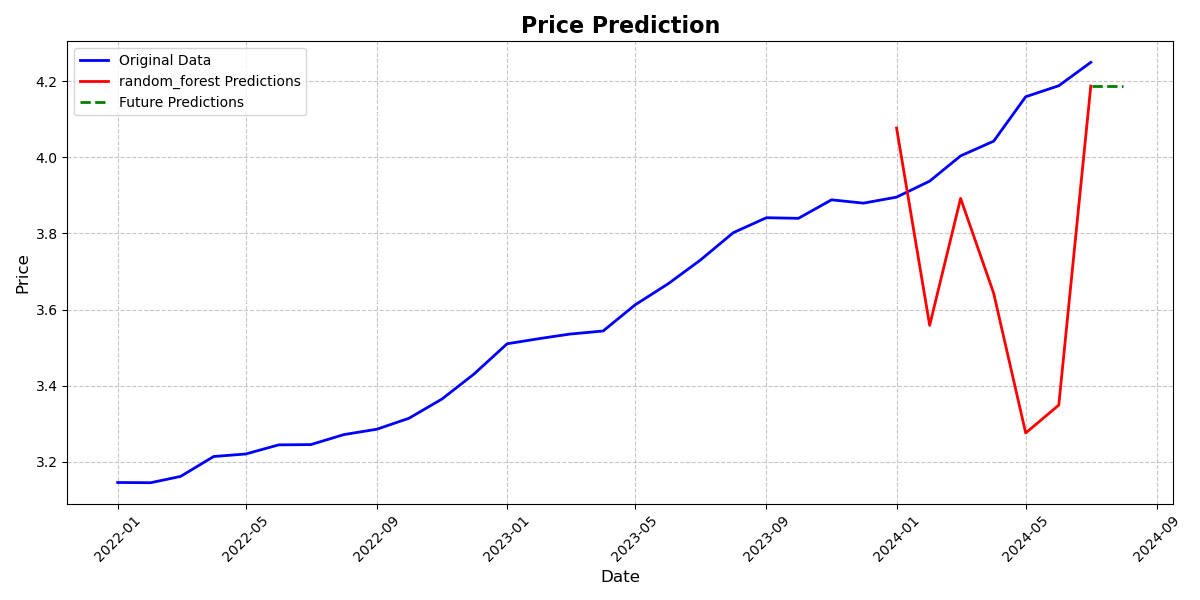 Price Prediction
Original Data
random_forest Predictions
Future Predictions
Price
4.2
4.0
3.8
3.6
3.4
3.2
2022-01
2022-05
2022-09
2023-01
2023-05
2023-09
2024-01
2024-05
2024-09
Date